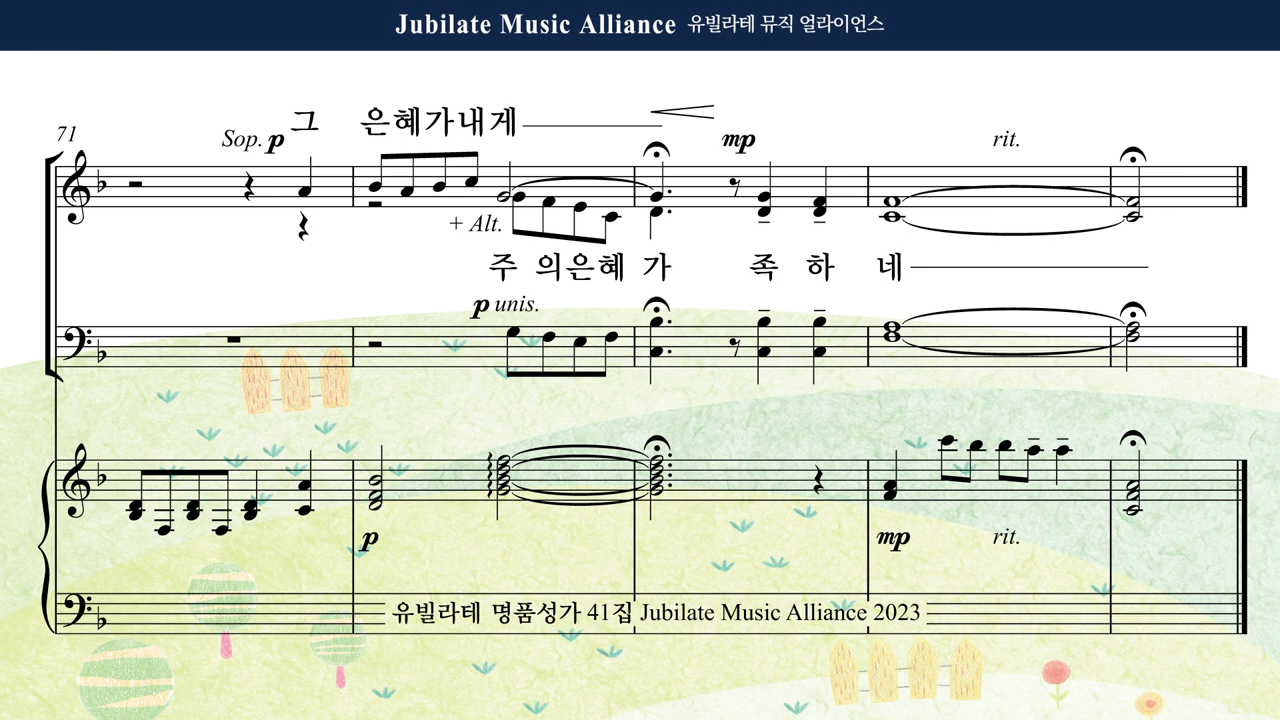 Jubilate Music Alliance 유빌라테 뮤직 얼라이언스
그 은혜가내게
71
Sop. p
mp
rit.
+ Alt.
주 의은혜 가 족 하 네
p unis.
p
mp
rit.
유빌라테 명품성가 41집 Jubilate Music Alliance 2023